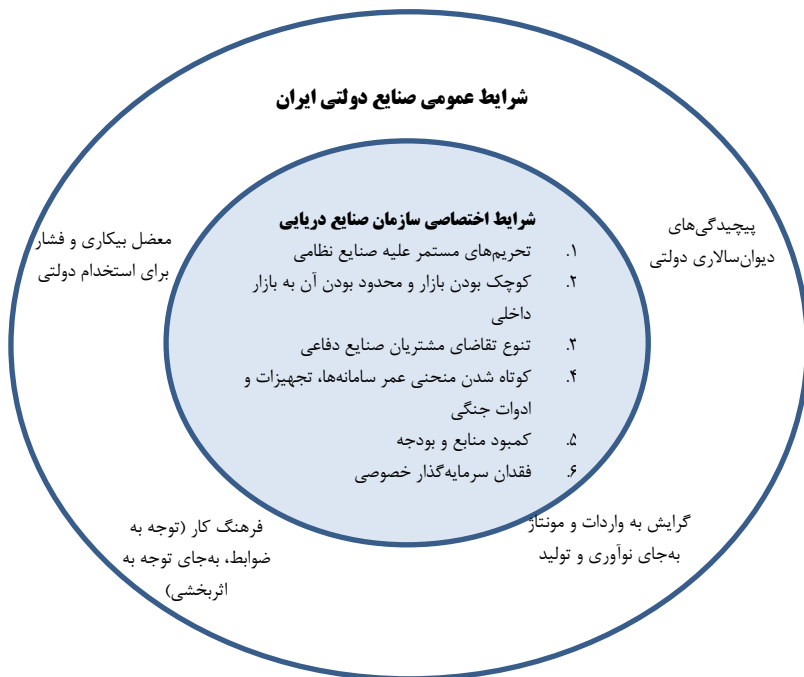 شرایط عمومی صنایع دولتی ایران
پیچیدگی‌های
دیوان‌سالاری دولتی
معضل بیکاری و فشار
برای استخدام دولتی
شرایط اختصاصی سازمان صنایع دریایی
۱. تحریم‌های مستمر علیه صنایع نظامی
۲. کوچک بودن بازار و محدود بودن آن به بازار
داخلی
۳. تنوع تقاضای مشتریان صنایع دفاعی
۴. کوتاه شدن منحنی عمر سامانه‌ها، تجهیزات و
ادوات جنگی
۵. کمبود منابع و بودجه
۶. فقدان سرمایه‌گذار خصوصی
گرایش به واردات و مونتاژ
به‌جای نوآوری و تولید
فرهنگ کار (توجه به
ضوابط، به‌جای توجه به
اثربخشی)